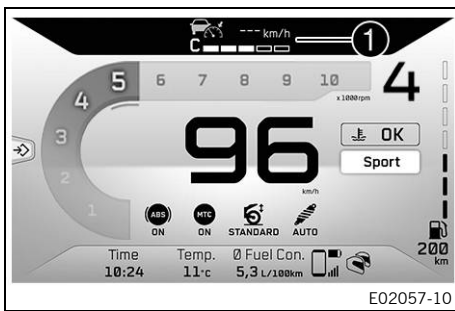 --- km/h
C
1
5 6 7 8 9 10 4
4
x 1000rpm
3
96
OK
Sport
2
km/h
1
ABS MTC
ON ON STANDARD AUTO
Time Temp. Ø Fuel Con. 200
10:24 11°C 5,3 L/100km km
E02057-10